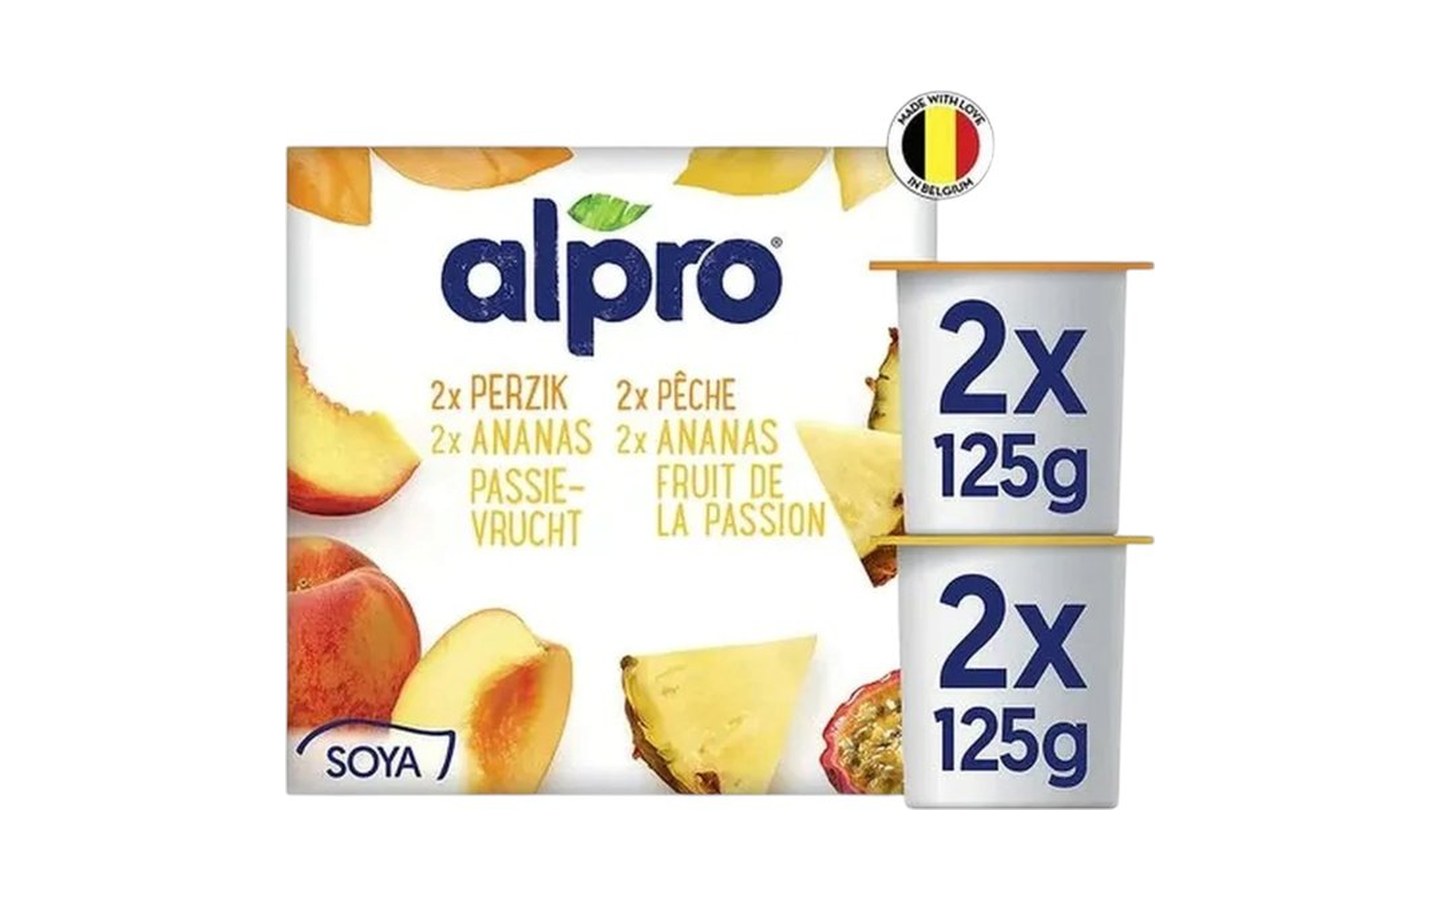 MADE WITH LOVE
IN BELGIUM
alpro®
2x PERZIK
2x ANANAS
PASSIE-
VRUCHT
2x PÊCHE
2x ANANAS
FRUIT DE
LA PASSION
SOYA
2x
125g
2x
125g